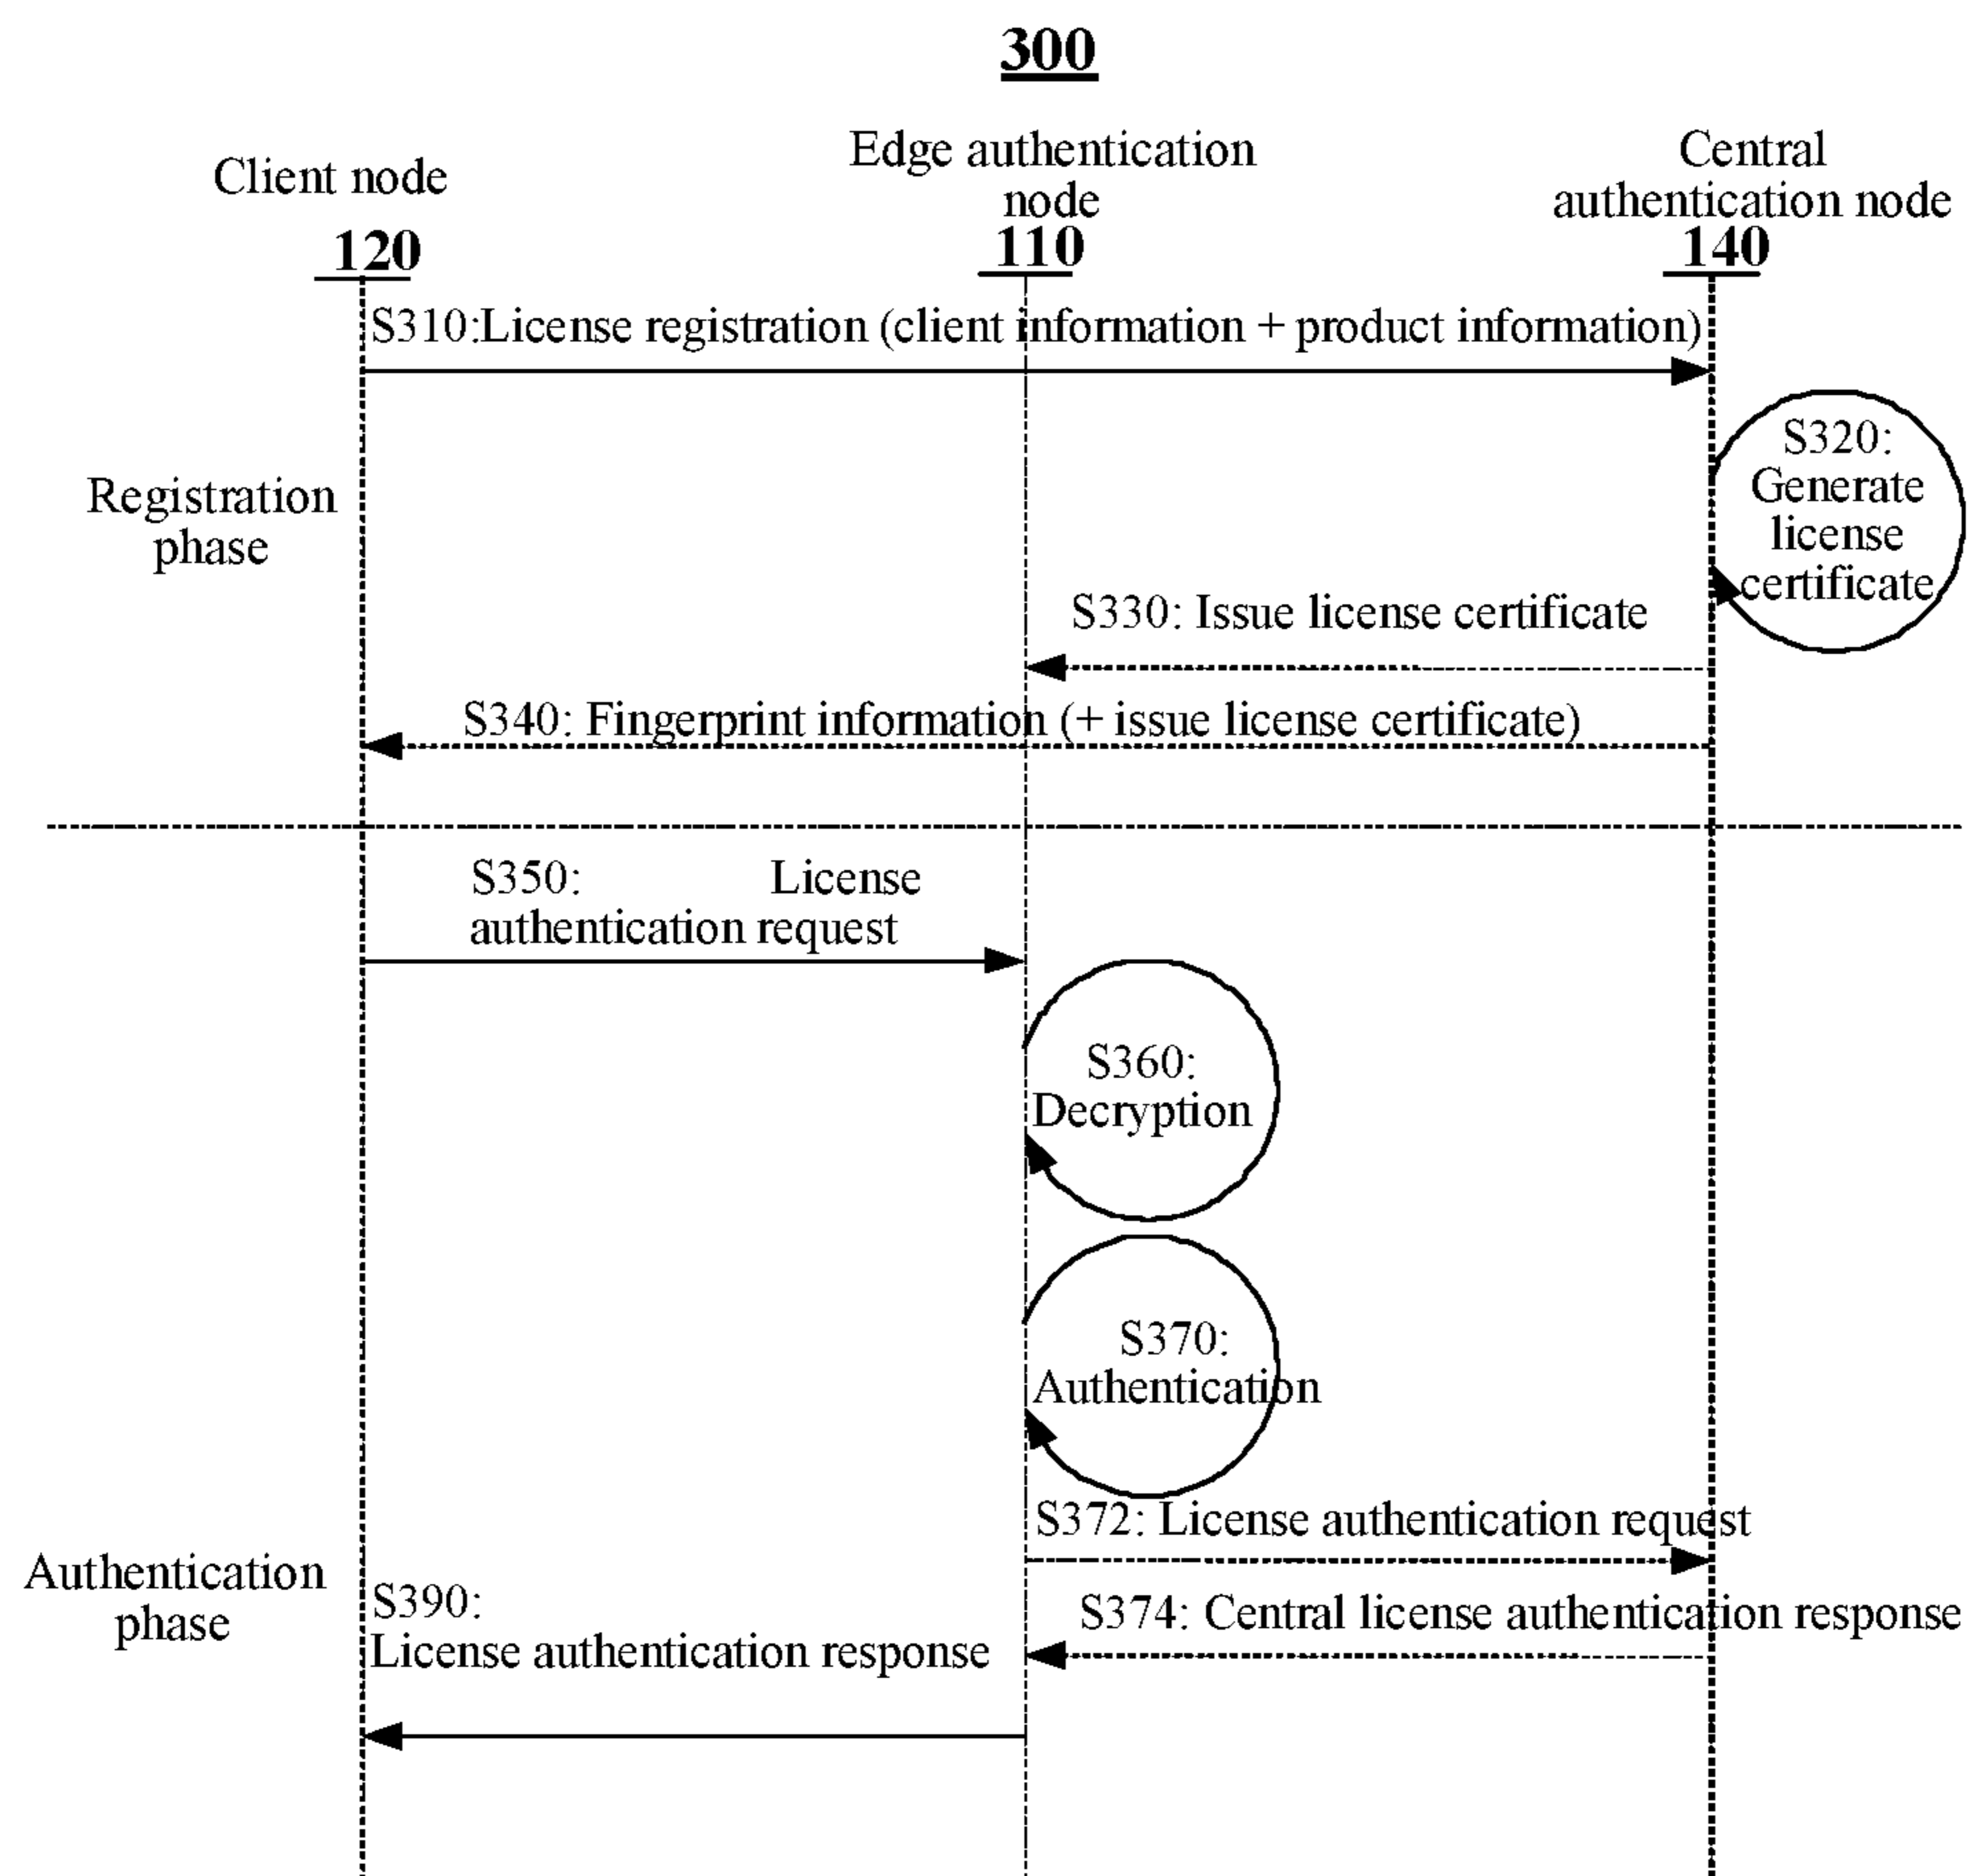 300
Client node
120
Edge authentication
node
110
Central
authentication node
140
S310:License registration (client information + product information)
Registration
phase
S320:
Generate
license
certificate
S330: Issue license certificate
S340: Fingerprint information (+ issue license certificate)
S350: License
authentication request
S360:
Decryption
S370:
Authentication
S372: License authentication request
Authentication
phase
S374: Central license authentication response
S390:
License authentication response